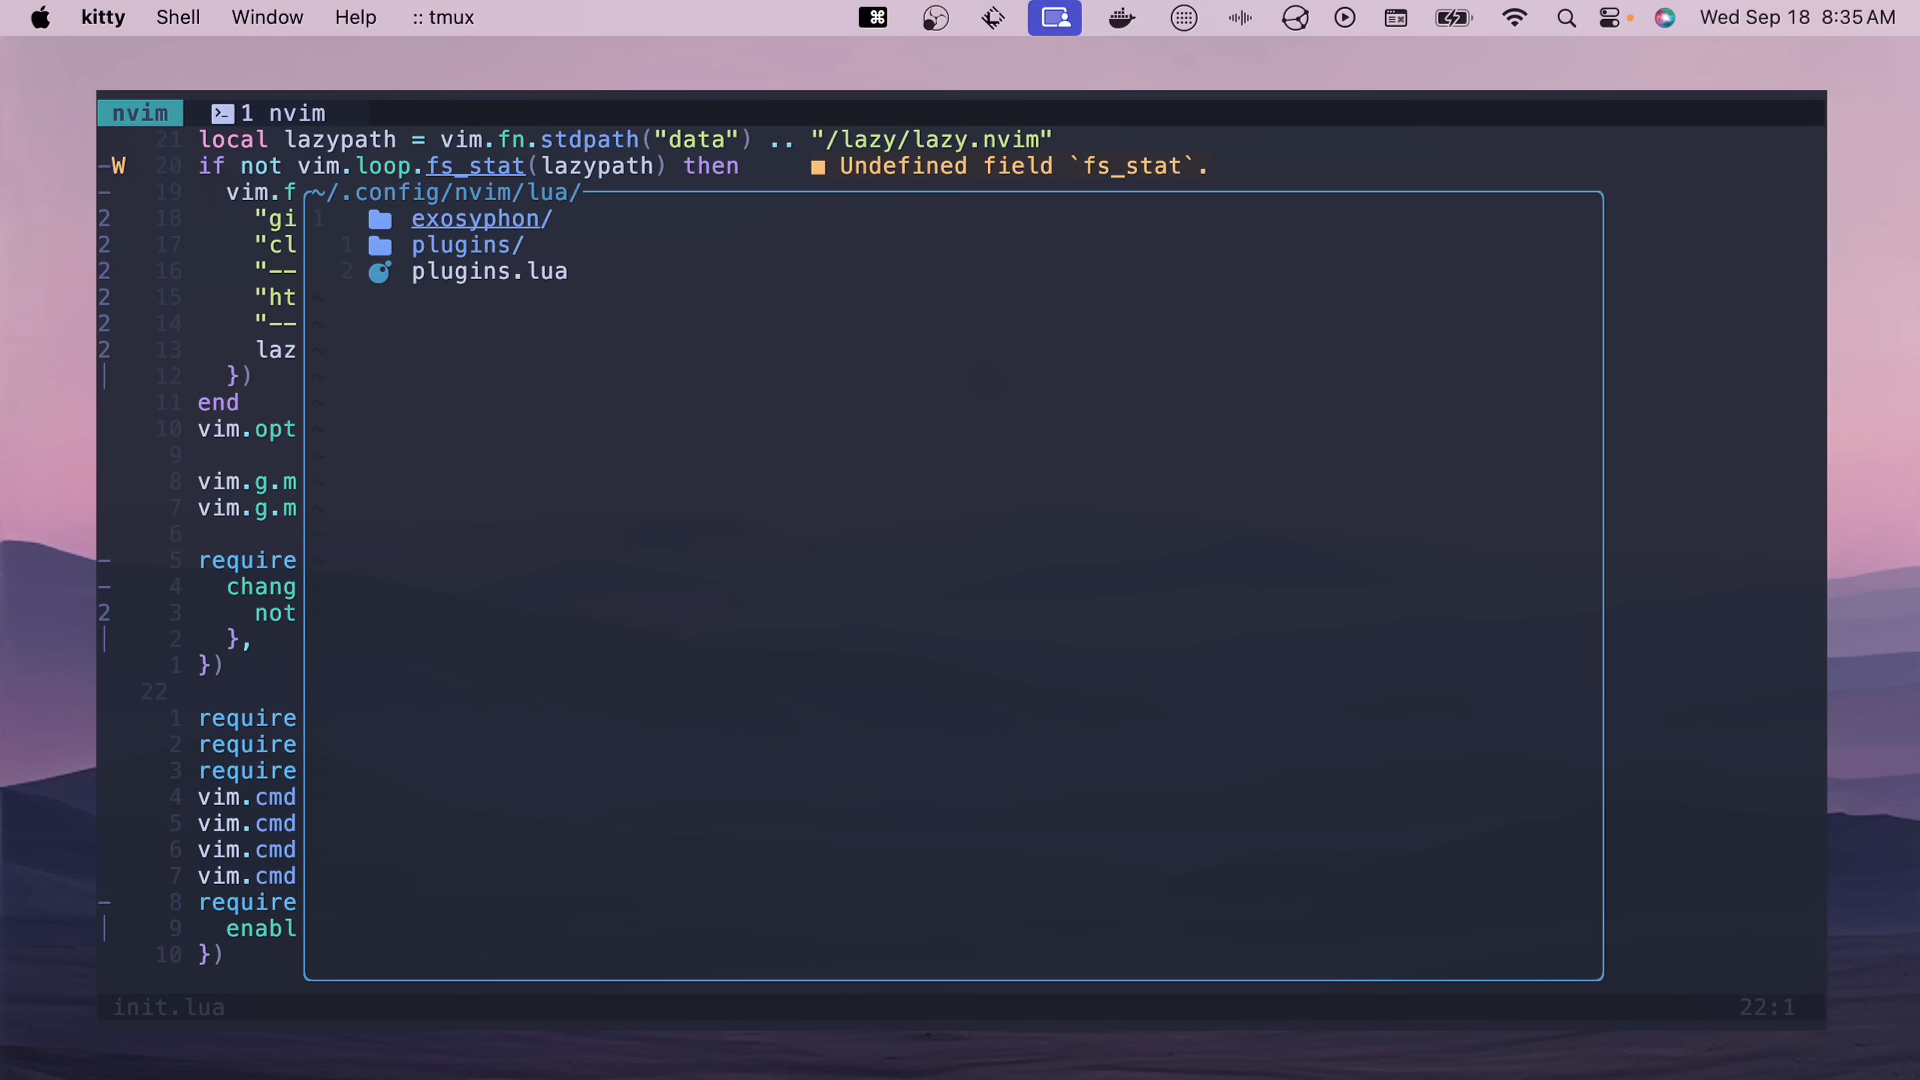 kitty Shell Window Help :: tmux Wed Sep 18 8:35 AM
nvim 1 nvim
21 local lazypath = vim.fn.stdpath("data") .. "/lazy/lazy.nvim"
-W 20 if not vim.loop.fs_stat(lazypath) then ■ Undefined field `fs_stat`.
- 19 vim.f ~/.config/nvim/lua/
2 18 "gi 1 exosyphon/
2 17 "cl 1 plugins/
2 16 "-- 2 plugins.lua
2 15 "ht ~
2 14 "-- ~
2 13 laz ~
│ 12 }) ~
11 end ~
10 vim.opt ~
9 ~
8 vim.g.m ~
7 vim.g.m ~
6 ~
- 5 require ~
- 4 chang
2 3 not
│ 2 },
1 })
22
1 require
2 require
3 require
4 vim.cmd
5 vim.cmd
6 vim.cmd
7 vim.cmd
- 8 require
│ 9 enabl
10 })
init.lua 22:1